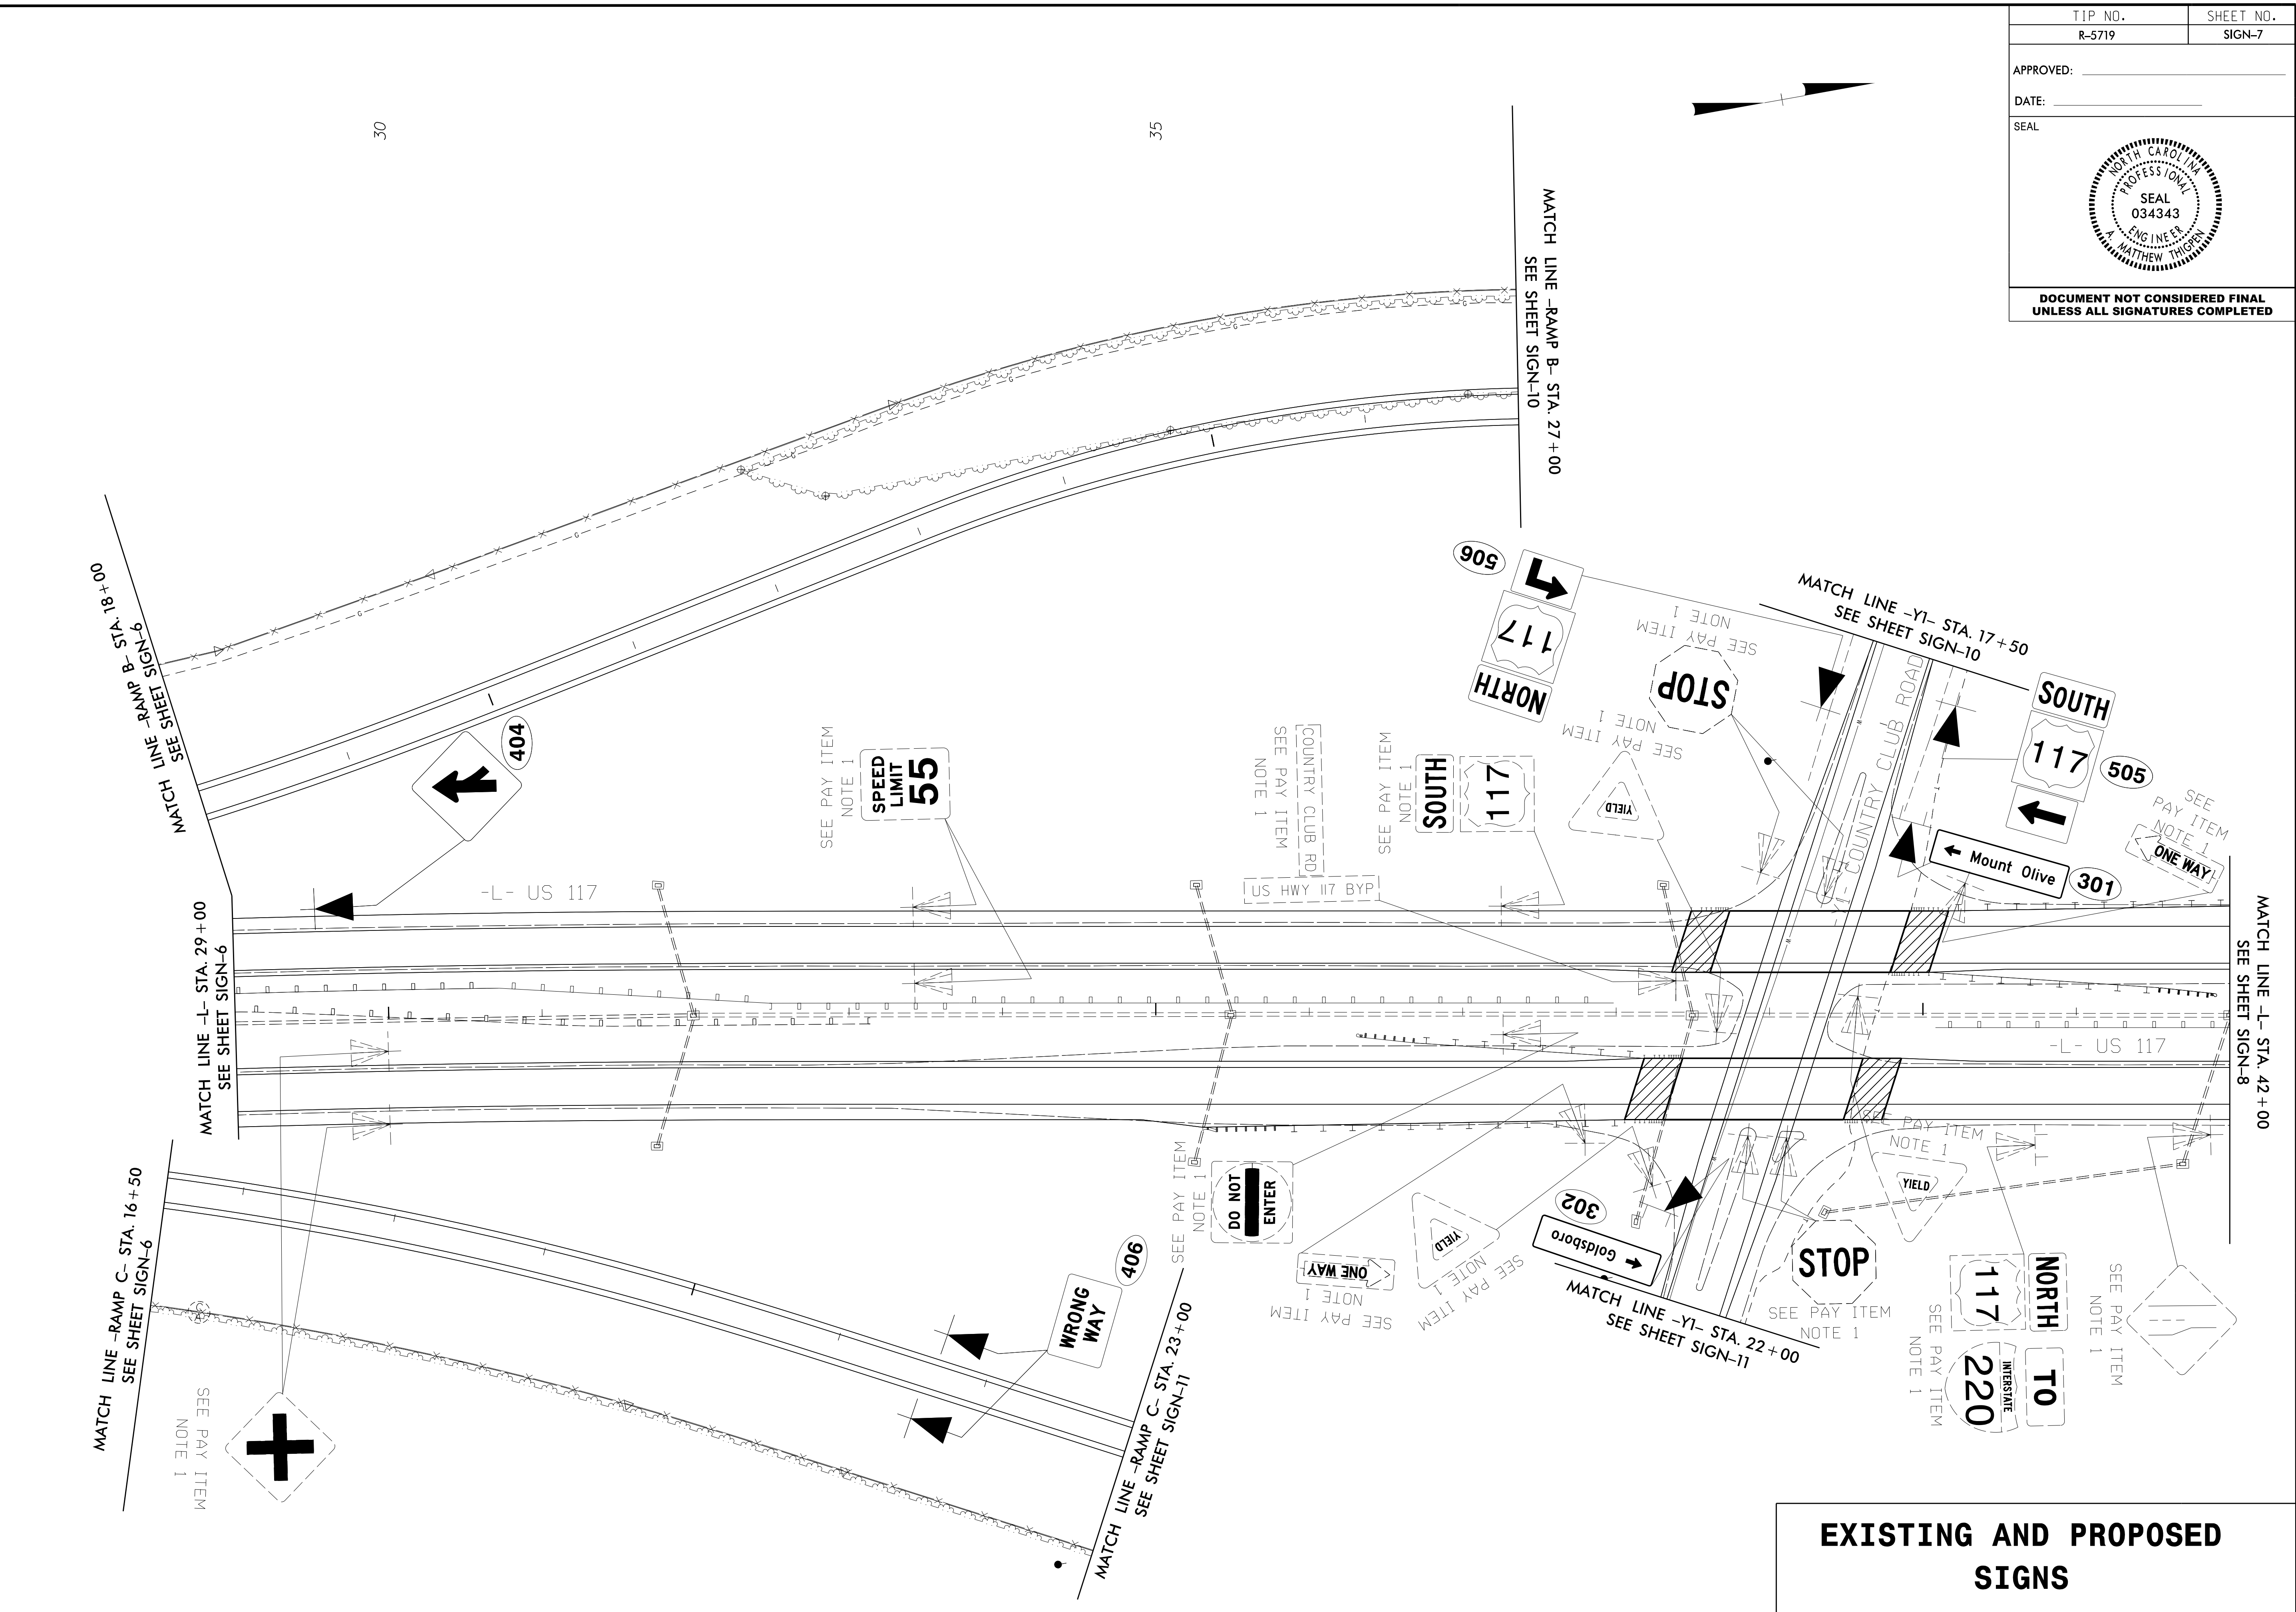 TIP NO.
SHEET NO.
R-5719
SIGN-7
APPROVED:
DATE:
SEAL
NORTH CAROLINA
PROFESSIONAL
SEAL
034343
ENGINEER
A. MATTHEW THIGPEN
DOCUMENT NOT CONSIDERED FINAL
UNLESS ALL SIGNATURES COMPLETED
30
35
MATCH LINE -RAMP B- STA. 27+00
SEE SHEET SIGN-10
MATCH LINE -RAMP B- STA. 18+00
SEE SHEET SIGN-6
404
SEE PAY ITEM
NOTE 1
SPEED
LIMIT
55
SEE PAY ITEM
NOTE 1
COUNTRY CLUB RD
US HWY 117 BYP
SEE PAY ITEM
NOTE 1
SOUTH
117
506
117
NORTH
SEE PAY ITEM
NOTE 1
STOP
SEE PAY ITEM
NOTE 1
YIELD
MATCH LINE -Y1- STA. 17+50
SEE SHEET SIGN-10
COUNTRY CLUB ROAD
SOUTH
117
505
Mount Olive
301
SEE
PAY ITEM
NOTE 1
ONE WAY
-L- US 117
MATCH LINE -L- STA. 29+00
SEE SHEET SIGN-6
MATCH LINE -L- STA. 42+00
SEE SHEET SIGN-8
-L- US 117
MATCH LINE -RAMP C- STA. 16+50
SEE SHEET SIGN-6
SEE PAY ITEM
NOTE 1
WRONG
WAY
406
MATCH LINE -RAMP C- STA. 23+00
SEE SHEET SIGN-11
SEE PAY ITEM
NOTE 1
DO NOT
ENTER
ONE WAY
SEE PAY ITEM
NOTE 1
YIELD
SEE PAY ITEM
NOTE 1
302
Goldsboro
MATCH LINE -Y1- STA. 22+00
SEE SHEET SIGN-11
SEE PAY ITEM
NOTE 1
YIELD
STOP
SEE PAY ITEM
NOTE 1
NORTH
117
TO
INTERSTATE
220
SEE PAY ITEM
NOTE 1
SEE PAY ITEM
NOTE 1
EXISTING AND PROPOSED
SIGNS